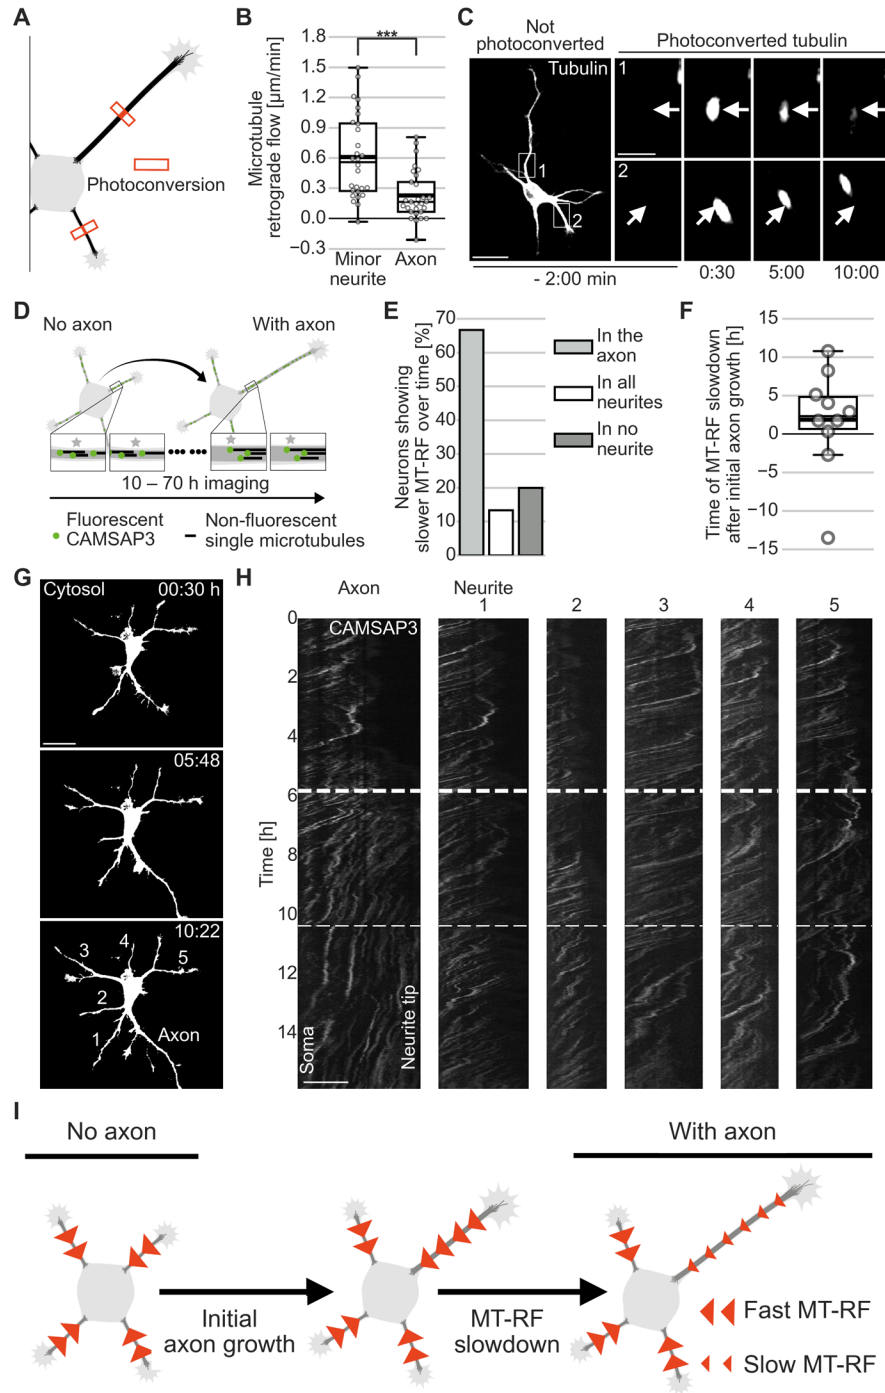 A
Photoconversion
B
Microtubule
retrograde flow [µm/min]
***
1.8
1.5
1.2
0.9
0.6
0.3
0.0
−0.3
Minor
neurite
Axon
C
Not
photoconverted
Photoconverted tubulin
Tubulin
1
2
1
2
- 2:00 min
0:30
5:00
10:00
D
No axon
With axon
10 – 70 h imaging
Fluorescent
CAMSAP3
Non-fluorescent
single microtubules
E
Neurons showing
slower MT-RF over time [%]
70
60
50
40
30
20
10
0
In the
axon
In all
neurites
In no
neurite
F
Time of MT-RF slowdown
after initial axon growth [h]
15
10
5
0
−5
−10
−15
G
Cytosol
00:30 h
05:48
10:22
3
4
5
2
1
Axon
H
Axon
Neurite
1
2
3
4
5
CAMSAP3
Time [h]
0
2
4
6
8
10
12
14
Soma
Neurite tip
I
No axon
With axon
Initial
axon growth
MT-RF
slowdown
Fast MT-RF
Slow MT-RF